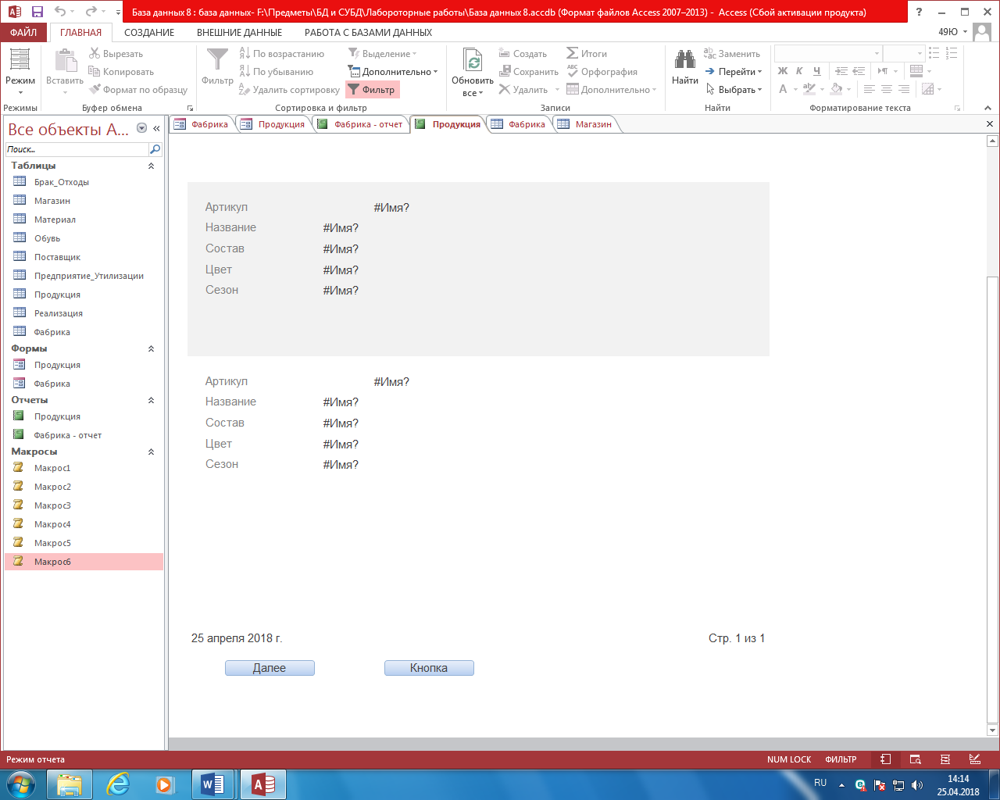 База данных 8 : база данных- F:\Предметы\БД и СУБД\Лабороторные работы\База данных 8.accdb (Формат файлов Access 2007–2013) - Access (Сбой активации продукта)
ФАЙЛ ГЛАВНАЯ СОЗДАНИЕ ВНЕШНИЕ ДАННЫЕ РАБОТА С БАЗАМИ ДАННЫХ 49Ю
Режим
Режимы
Вставить
Вырезать
Копировать
Формат по образцу
Буфер обмена
Фильтр
По возрастанию
По убыванию
Удалить сортировку
Выделение
Дополнительно
Фильтр
Сортировка и фильтр
Обновить
все
Создать
Сохранить
Удалить
Итоги
Орфография
Дополнительно
Записи
Найти
Заменить
Перейти
Выбрать
Найти
Ж К Ч
А
Форматирование текста
Все объекты A...
Поиск...
Таблицы
Брак_Отходы
Магазин
Материал
Обувь
Поставщик
Предприятие_Утилизации
Продукция
Реализация
Фабрика
Формы
Продукция
Фабрика
Отчеты
Продукция
Фабрика - отчет
Макросы
Макрос1
Макрос2
Макрос3
Макрос4
Макрос5
Макрос6
Фабрика Продукция Фабрика - отчет Продукция Фабрика Магазин
Артикул #Имя?
Название #Имя?
Состав #Имя?
Цвет #Имя?
Сезон #Имя?
Артикул #Имя?
Название #Имя?
Состав #Имя?
Цвет #Имя?
Сезон #Имя?
25 апреля 2018 г. Стр. 1 из 1
Далее Кнопка
Режим отчета NUM LOCK ФИЛЬТР
RU 14:14
25.04.2018